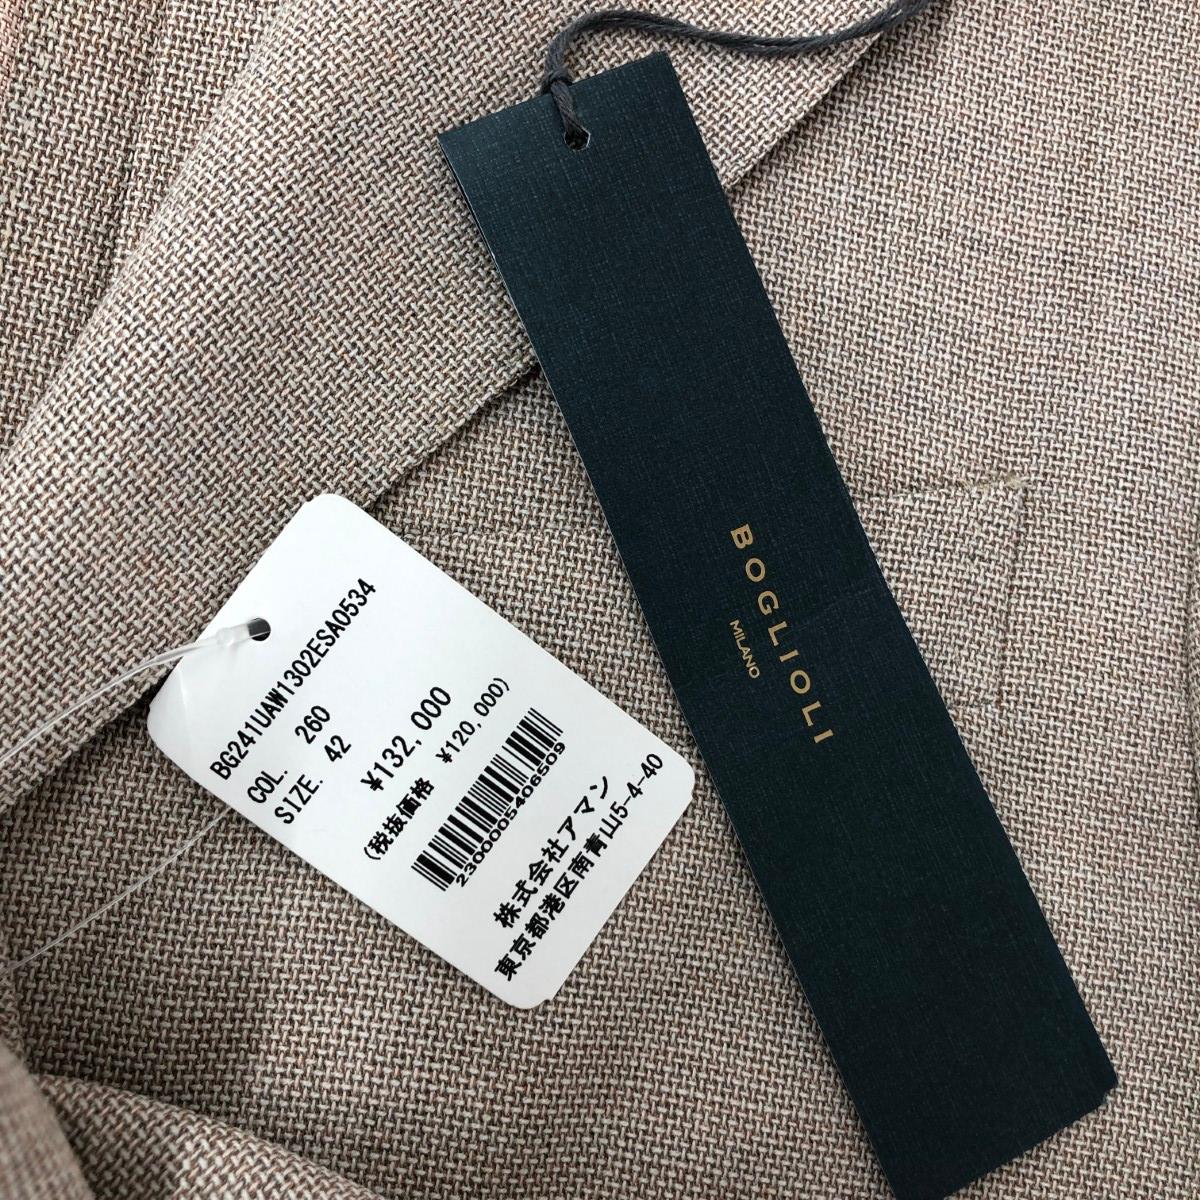 BG241UAW1302ESA0534
COL. 260
SIZE. 42
¥132,000
(税抜価格 ¥120,000)
2300005406509
株式会社アマン
東京都港区南青山5-4-40
BOGLIOLI
MILANO